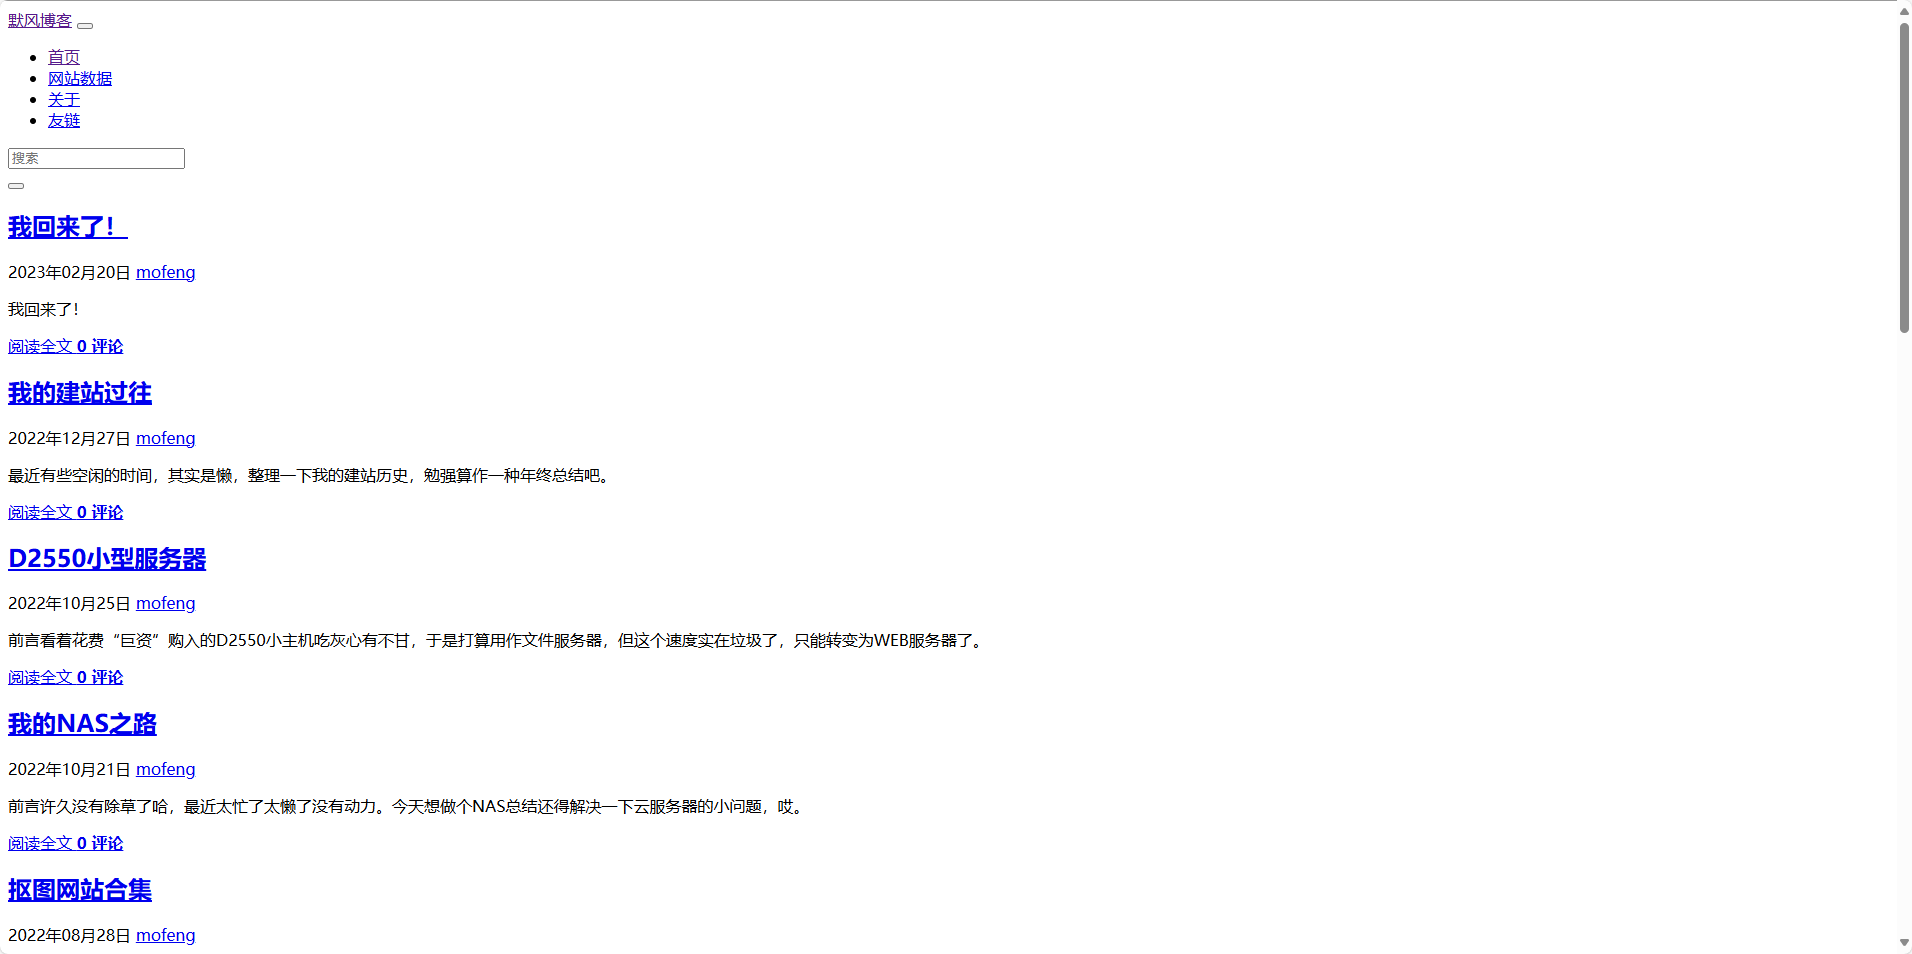 默风博客
首页
网站数据
关于
友链
搜索
我回来了！
2023年02月20日 mofeng
我回来了！
阅读全文 0 评论
我的建站过往
2022年12月27日 mofeng
最近有些空闲的时间，其实是懒，整理一下我的建站历史，勉强算作一种年终总结吧。
阅读全文 0 评论
D2550小型服务器
2022年10月25日 mofeng
前言看着花费“巨资”购入的D2550小主机吃灰心有不甘，于是打算用作文件服务器，但这个速度实在垃圾了，只能转变为WEB服务器了。
阅读全文 0 评论
我的NAS之路
2022年10月21日 mofeng
前言许久没有除草了哈，最近太忙了太懒了没有动力。今天想做个NAS总结还得解决一下云服务器的小问题，哎。
阅读全文 0 评论
抠图网站合集
2022年08月28日 mofeng